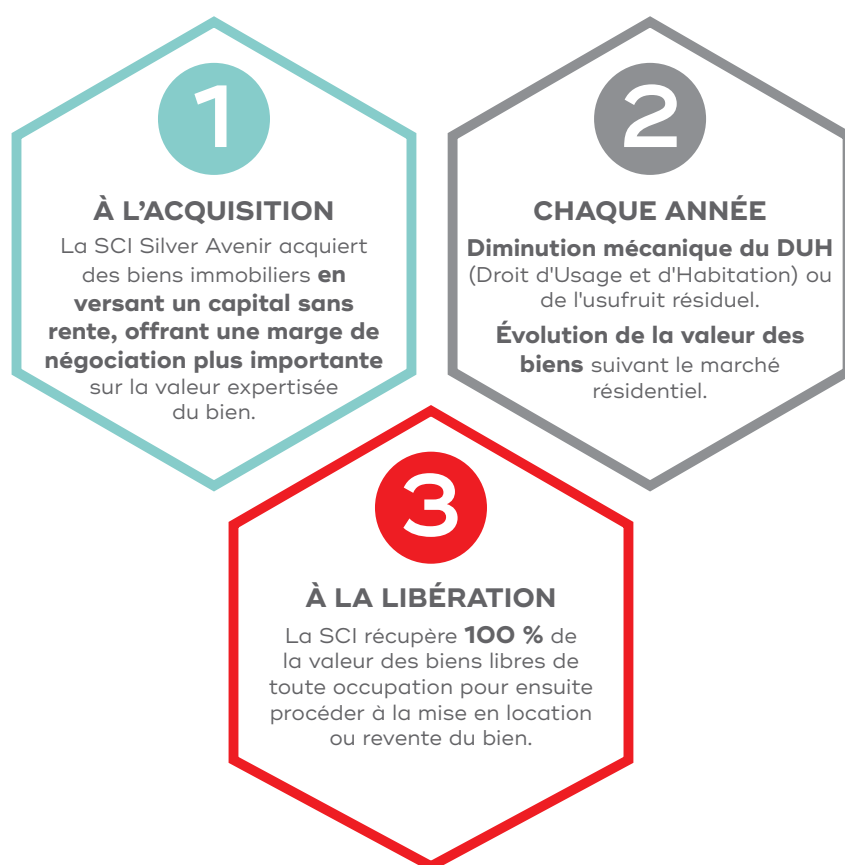 1
À L’ACQUISITION
La SCI Silver Avenir acquiert
des biens immobiliers en
versant un capital sans
rente, offrant une marge de
négociation plus importante
sur la valeur expertisée
du bien.
2
CHAQUE ANNÉE
Diminution mécanique du DUH
(Droit d'Usage et d'Habitation) ou
de l'usufruit résiduel.
Évolution de la valeur des
biens suivant le marché
résidentiel.
3
À LA LIBÉRATION
La SCI récupère 100 % de
la valeur des biens libres de
toute occupation pour ensuite
procéder à la mise en location
ou revente du bien.